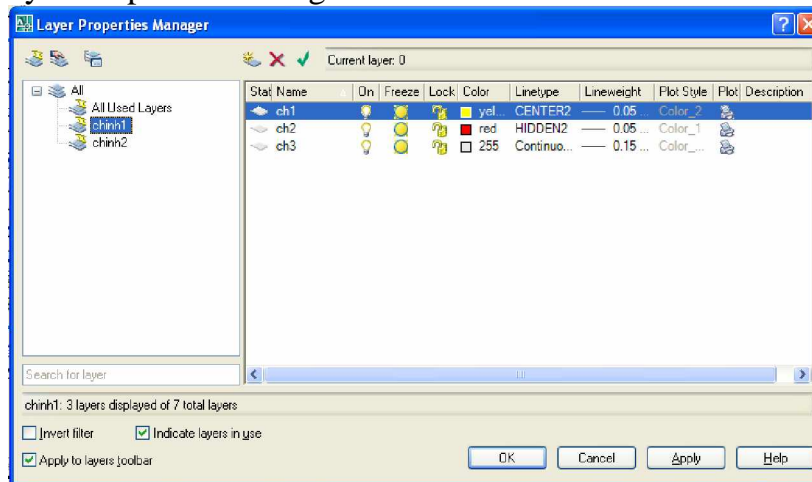 Layer Properties Manager
Current layer: 0
All
All Used Layers
chinh1
chinh2
Stat Name On Freeze Lock Color Linetype Lineweight Plot Style Plot Description
ch1 yel... CENTER2 0.05 ... Color_2
ch2 red HIDDEN2 0.05 ... Color_1
ch3 255 Continuo... 0.15 ... Color_...
Search for layer
chinh1: 3 layers displayed of 7 total layers
Invert filter Indicate layers in use
Apply to layers toolbar
OK Cancel Apply Help